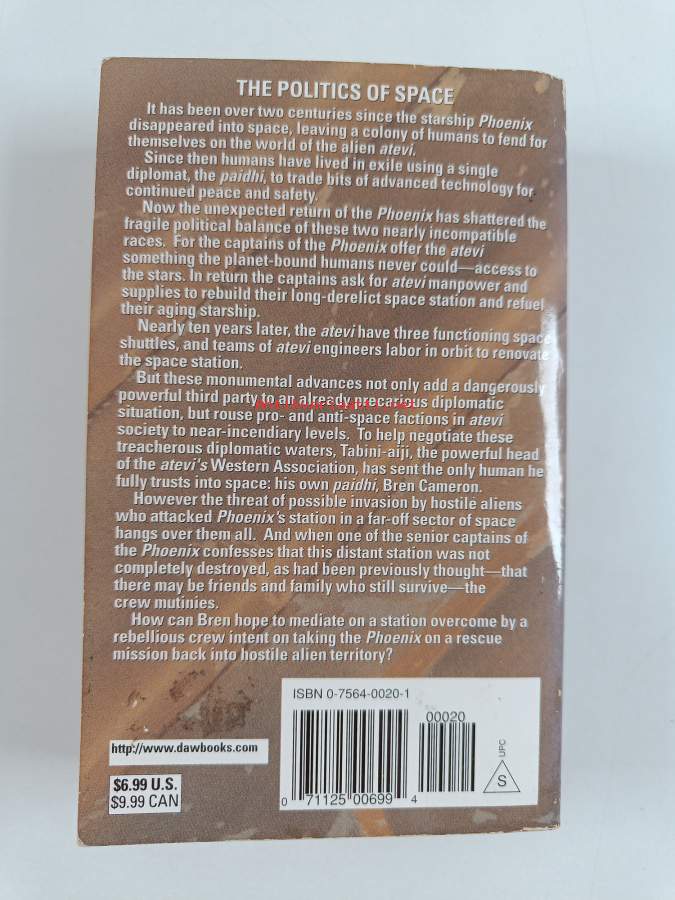 THE POLITICS OF SPACE
It has been over two centuries since the starship Phoenix
disappeared into space, leaving a colony of humans to fend for
themselves on the world of the alien atevi.
Since then humans have lived in exile using a single
diplomat, the paidhi, to trade bits of advanced technology for
continued peace and safety.
Now the unexpected return of the Phoenix has shattered the
fragile political balance of these two nearly incompatible
races. For the captains of the Phoenix offer the atevi
something the planet-bound humans never could—access to
the stars. In return the captains ask for atevi manpower and
supplies to rebuild their long-derelict space station and refuel
their aging starship.
Nearly ten years later, the atevi have three functioning space
shuttles, and teams of atevi engineers labor in orbit to renovate
the space station.
But these monumental advances not only add a dangerously
powerful third party to an already precarious diplomatic
situation, but rouse pro- and anti-space factions in atevi
society to near-incendiary levels. To help negotiate these
treacherous diplomatic waters, Tabini-aiji, the powerful head
of the atevi's Western Association, has sent the only human he
fully trusts into space: his own paidhi, Bren Cameron.
However the threat of possible invasion by hostile aliens
who attacked Phoenix's station in a far-off sector of space
hangs over them all. And when one of the senior captains of
the Phoenix confesses that this distant station was not
completely destroyed, as had been previously thought—that
there may be friends and family who still survive—the
crew mutinies.
How can Bren hope to mediate on a station overcome by a
rebellious crew intent on taking the Phoenix on a rescue
mission back into hostile alien territory?
ISBN 0-7564-0020-1
00020
http://www.dawbooks.com
$6.99 U.S.
$9.99 CAN
UPC
S
0 71125 00699 4